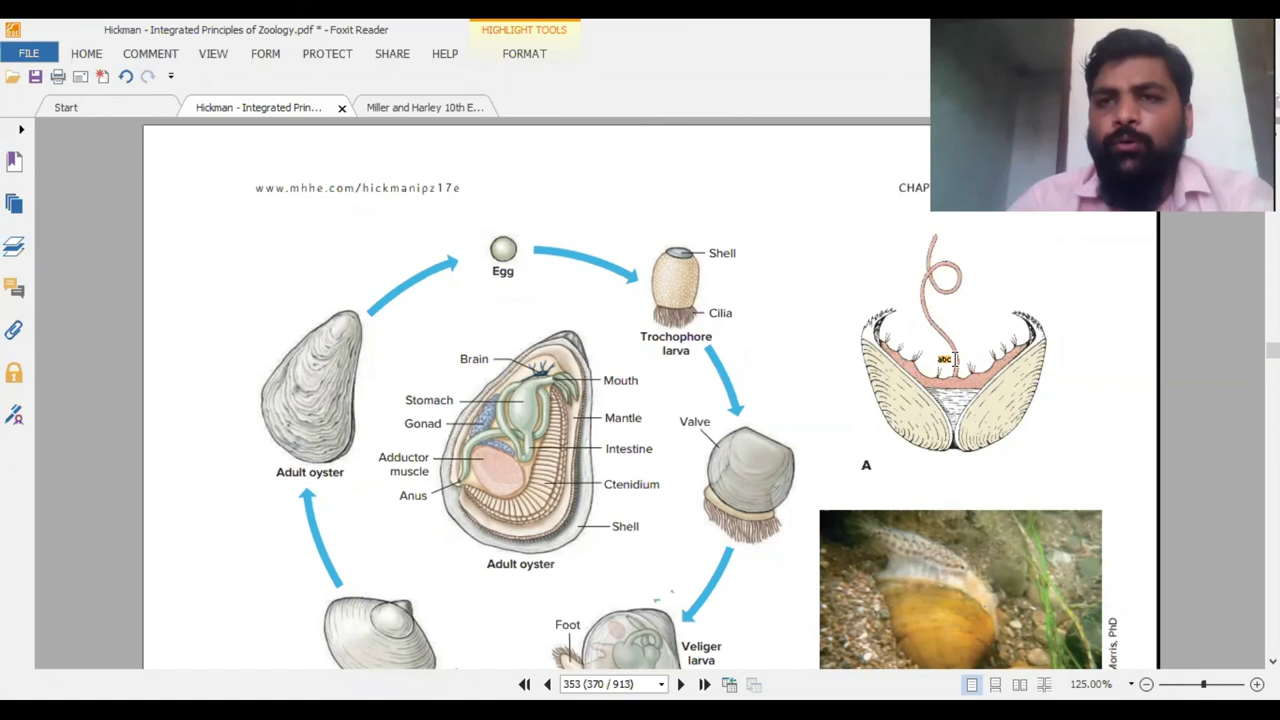 Hickman - Integrated Principles of Zoology.pdf * - Foxit Reader
HIGHLIGHT TOOLS
FILE HOME COMMENT VIEW FORM PROTECT SHARE HELP FORMAT
Start
Hickman - Integrated Prin...
Miller and Harley 10th E...
www.mhhe.com/hickmanipz17e
CHAP
Egg
Shell
Cilia
Trochophore
larva
Brain
Mouth
Stomach
Mantle
Gonad
Intestine
Adductor
muscle
Ctenidium
Anus
Shell
Adult oyster
Adult oyster
Valve
abc
A
Foot
Veliger
larva
Morris, PhD
353 (370 / 913)
125.00%